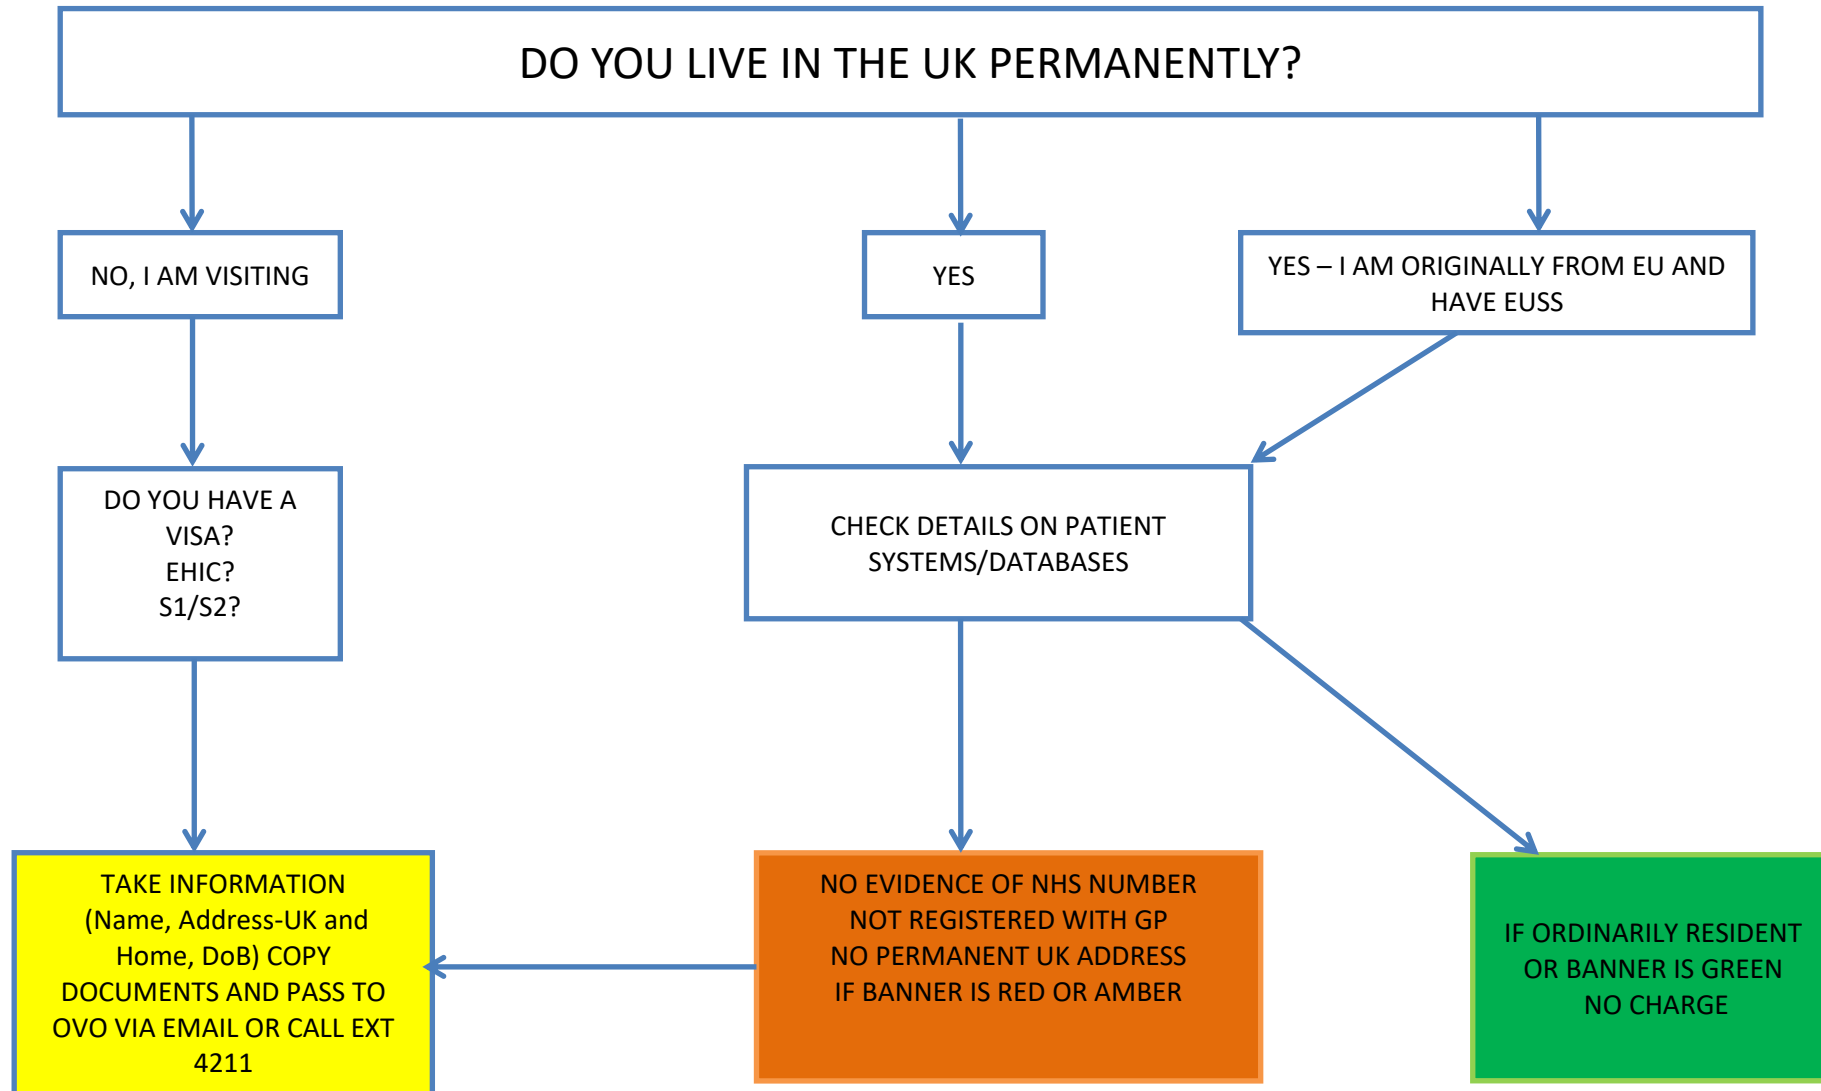 DO YOU LIVE IN THE UK PERMANENTLY?
NO, I AM VISITING
YES
YES – I AM ORIGINALLY FROM EU AND
HAVE EUSS
DO YOU HAVE A
VISA?
EHIC?
S1/S2?
CHECK DETAILS ON PATIENT
SYSTEMS/DATABASES
TAKE INFORMATION
(Name, Address-UK and
Home, DoB) COPY
DOCUMENTS AND PASS TO
OVO VIA EMAIL OR CALL EXT
4211
NO EVIDENCE OF NHS NUMBER
NOT REGISTERED WITH GP
NO PERMANENT UK ADDRESS
IF BANNER IS RED OR AMBER
IF ORDINARILY RESIDENT
OR BANNER IS GREEN
NO CHARGE